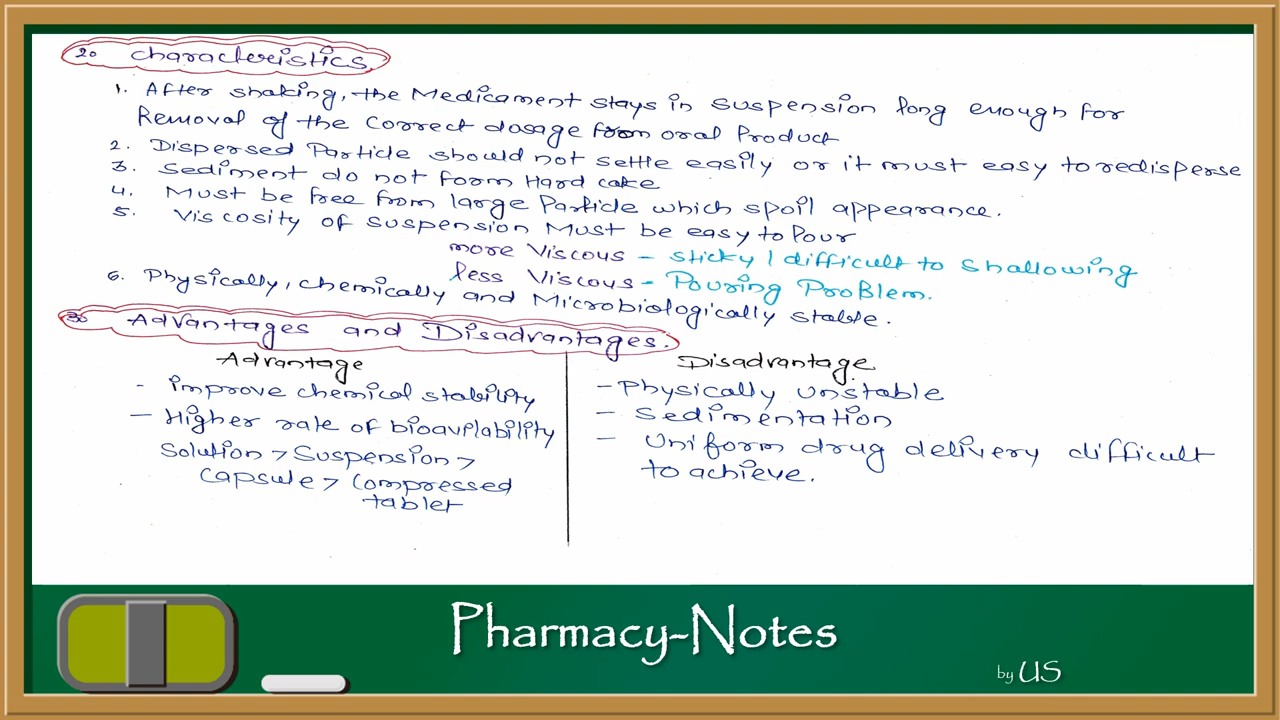 2. Characteristics.
1. After shaking, the Medicament stays in suspension long enough for
Removal of the correct dosage from oral Product
2. Dispersed Particle should not settle easily or it must easy to redisperse
3. Sediment do not form Hard cake
4. Must be free from large Particle which spoil appearance.
5. Viscosity of suspension Must be easy to Pour
more Viscous - sticky / difficult to shallowing
less Viscous - Pouring Problem.
6. Physically, chemically and Microbiologically stable.
3. Advantages and Disadvantages.
Advantage
- improve chemical stability
- Higher rate of bioavilability
Solution > Suspension >
Capsule > Compressed
tablet
Disadvantage
- Physically unstable
- Sedimentation
- Uniform drug delivery difficult
to achieve.
Pharmacy-Notes
by US